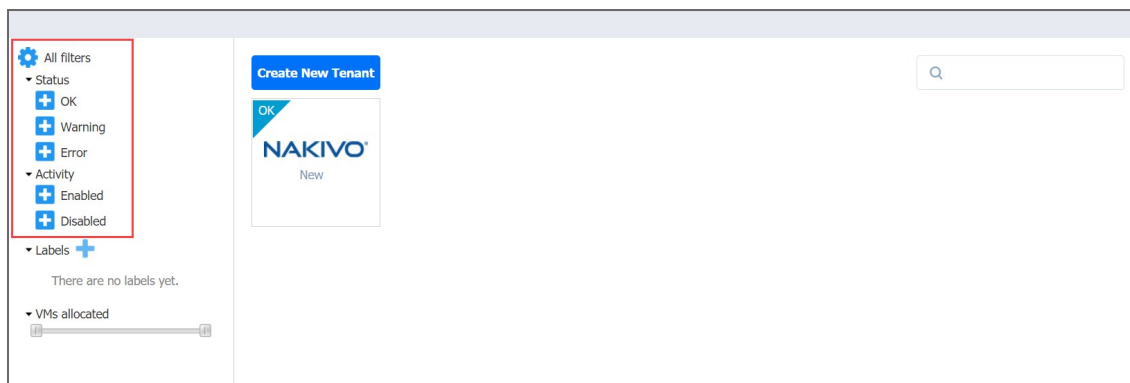 All filters
Status
OK
Warning
Error
Activity
Enabled
Disabled
Labels
There are no labels yet.
VMs allocated
Create New Tenant
OK
NAKIVO®
New